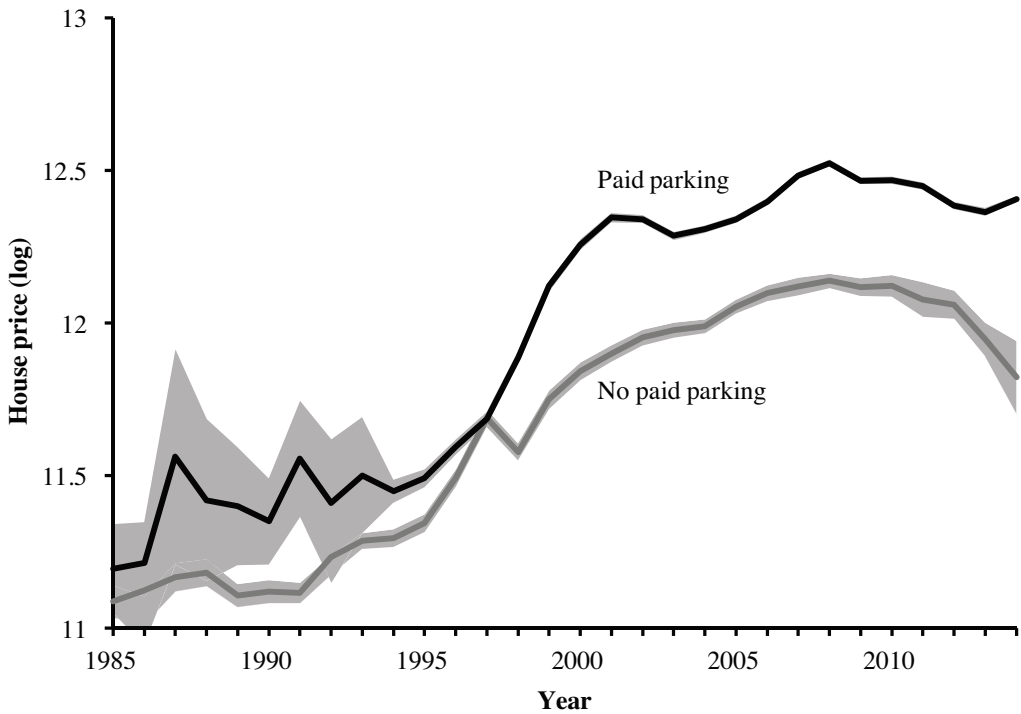 13
12.5
12
11.5
11
House price (log)
Paid parking
No paid parking
1985 1990 1995 2000 2005 2010
Year